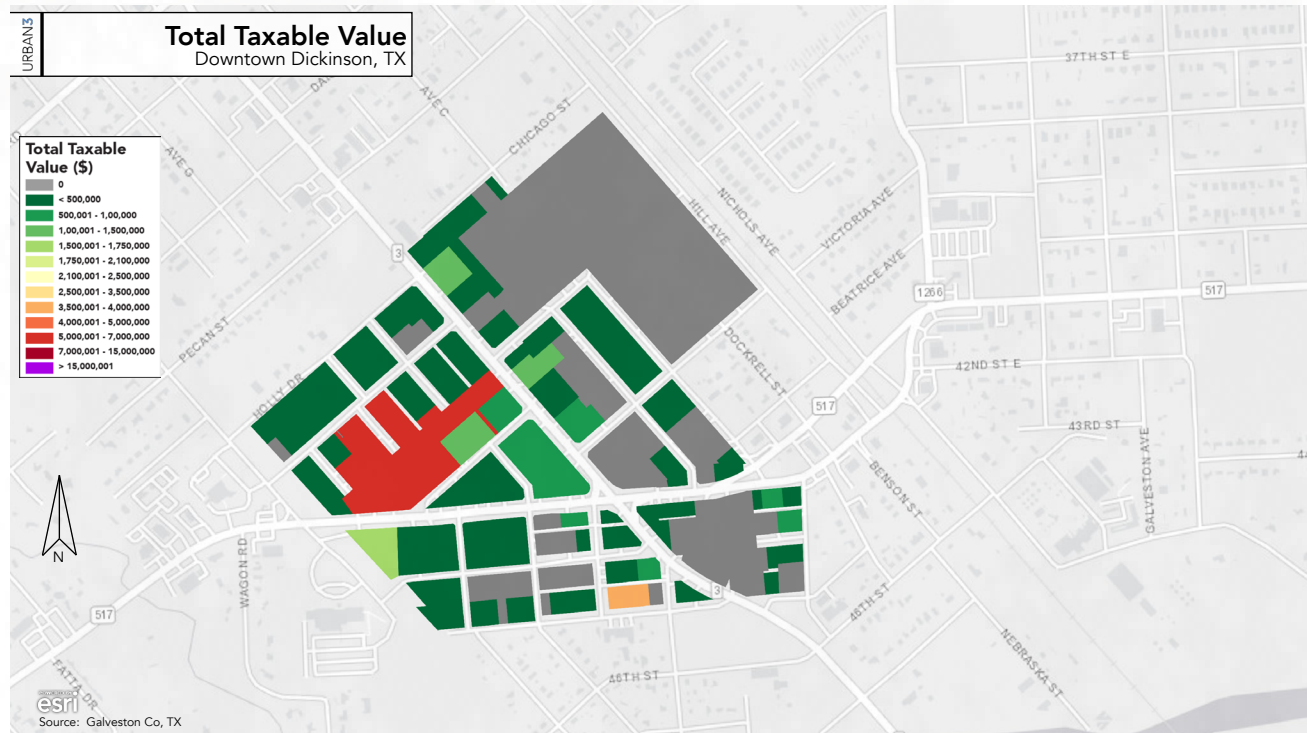 URBAN3
Total Taxable Value
Downtown Dickinson, TX
Total Taxable
Value ($)
0
< 500,000
500,001 - 1,00,000
1,00,001 - 1,500,000
1,500,001 - 1,750,000
1,750,001 - 2,100,000
2,100,001 - 2,500,000
2,500,001 - 3,500,000
3,500,001 - 4,000,000
4,000,001 - 5,000,000
5,000,001 - 7,000,000
7,000,001 - 15,000,000
> 15,000,001
AVE C
AVE G
CHICAGO ST
37TH ST E
NICHOLS AVE
HILL AVE
VICTORIA AVE
BEATRICE AVE
3
1266
517
PECAN ST
HOLLY DR
DOCKRELL ST
42ND ST E
517
43RD ST
GALVESTON AVE
BENSON ST
N
WAGON RD
517
3
46TH ST
NEBRASKA ST
46TH ST
FATTA DR
POWERED BY
esri
Source: Galveston Co, TX